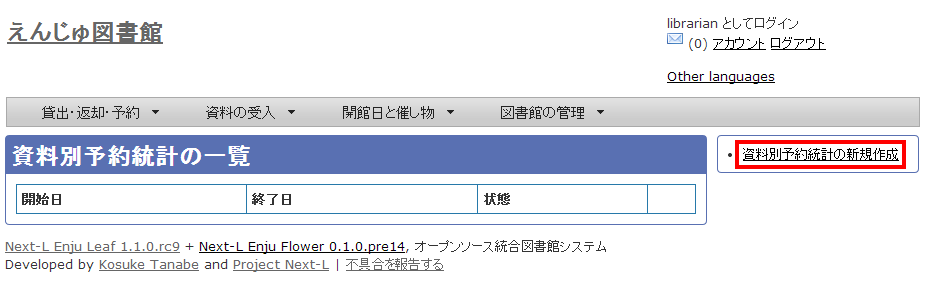 えんじゅ図書館
librarian としてログイン
(0) アカウント ログアウト
Other languages
貸出・返却・予約 資料の受入 開館日と催し物 図書館の管理
資料別予約統計の一覧
開始日 終了日 状態
• 資料別予約統計の新規作成
Next-L Enju Leaf 1.1.0.rc9 + Next-L Enju Flower 0.1.0.pre14, オープンソース統合図書館システム
Developed by Kosuke Tanabe and Project Next-L | 不具合を報告する